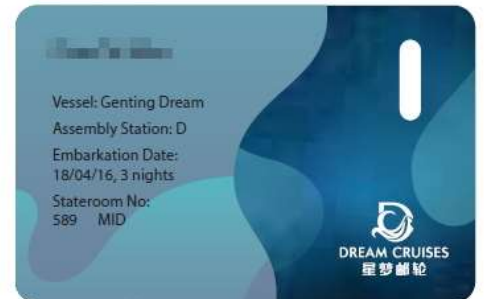 Vessel: Genting Dream
Assembly Station: D
Embarkation Date:
18/04/16, 3 nights
Stateroom No:
589 MID
DREAM CRUISES
星梦邮轮